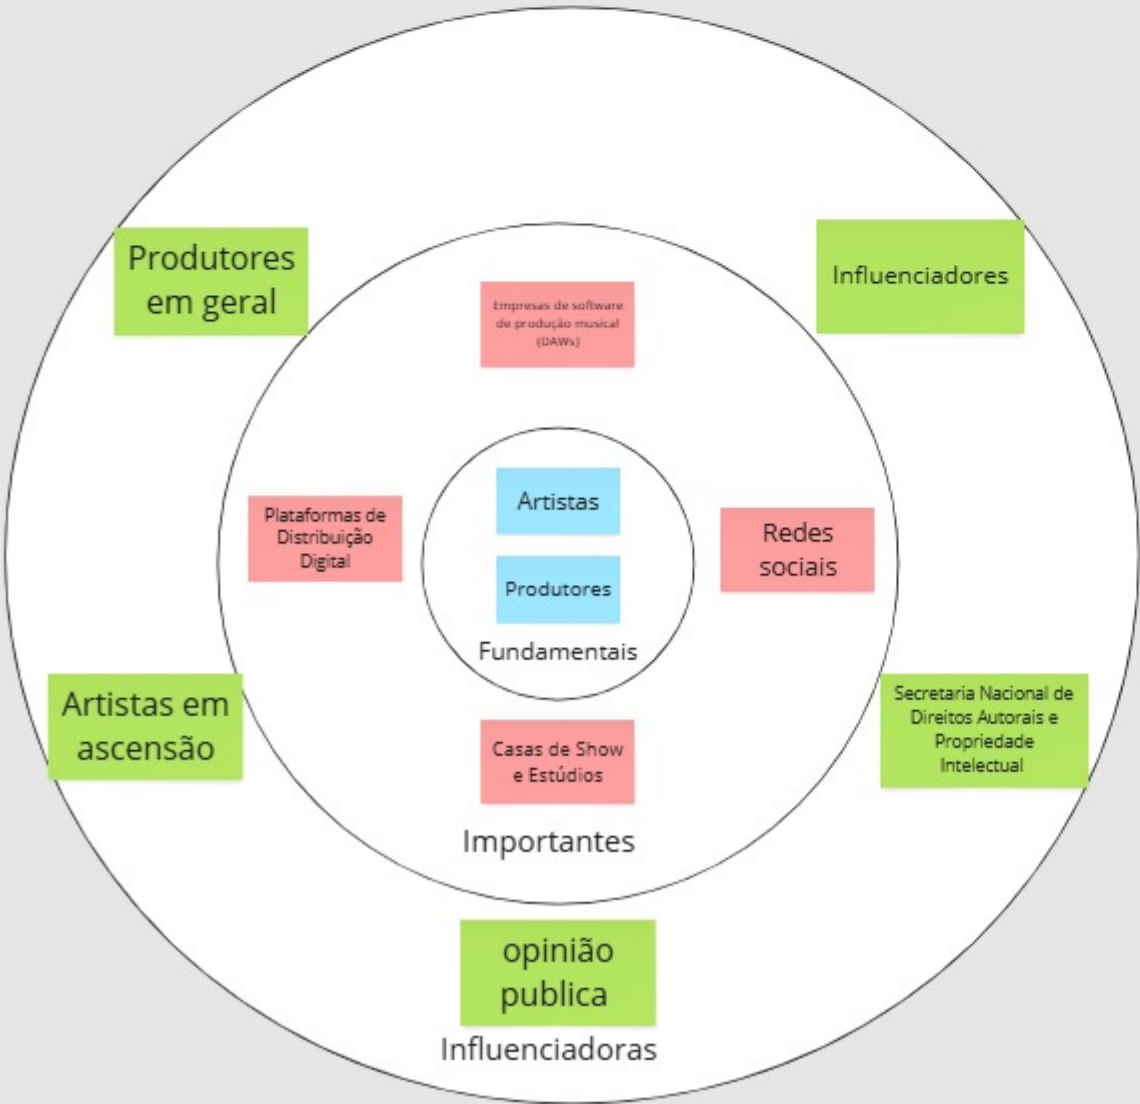 Produtores
em geral
Influenciadores
Empresas de software
de produção musical
(DAWs)
Artistas
Plataformas de
Distribuição
Digital
Redes
sociais
Produtores
Fundamentais
Artistas em
ascensão
Secretaria Nacional de
Direitos Autorais e
Propriedade
Intelectual
Casas de Show
e Estúdios
Importantes
opinião
publica
Influenciadoras